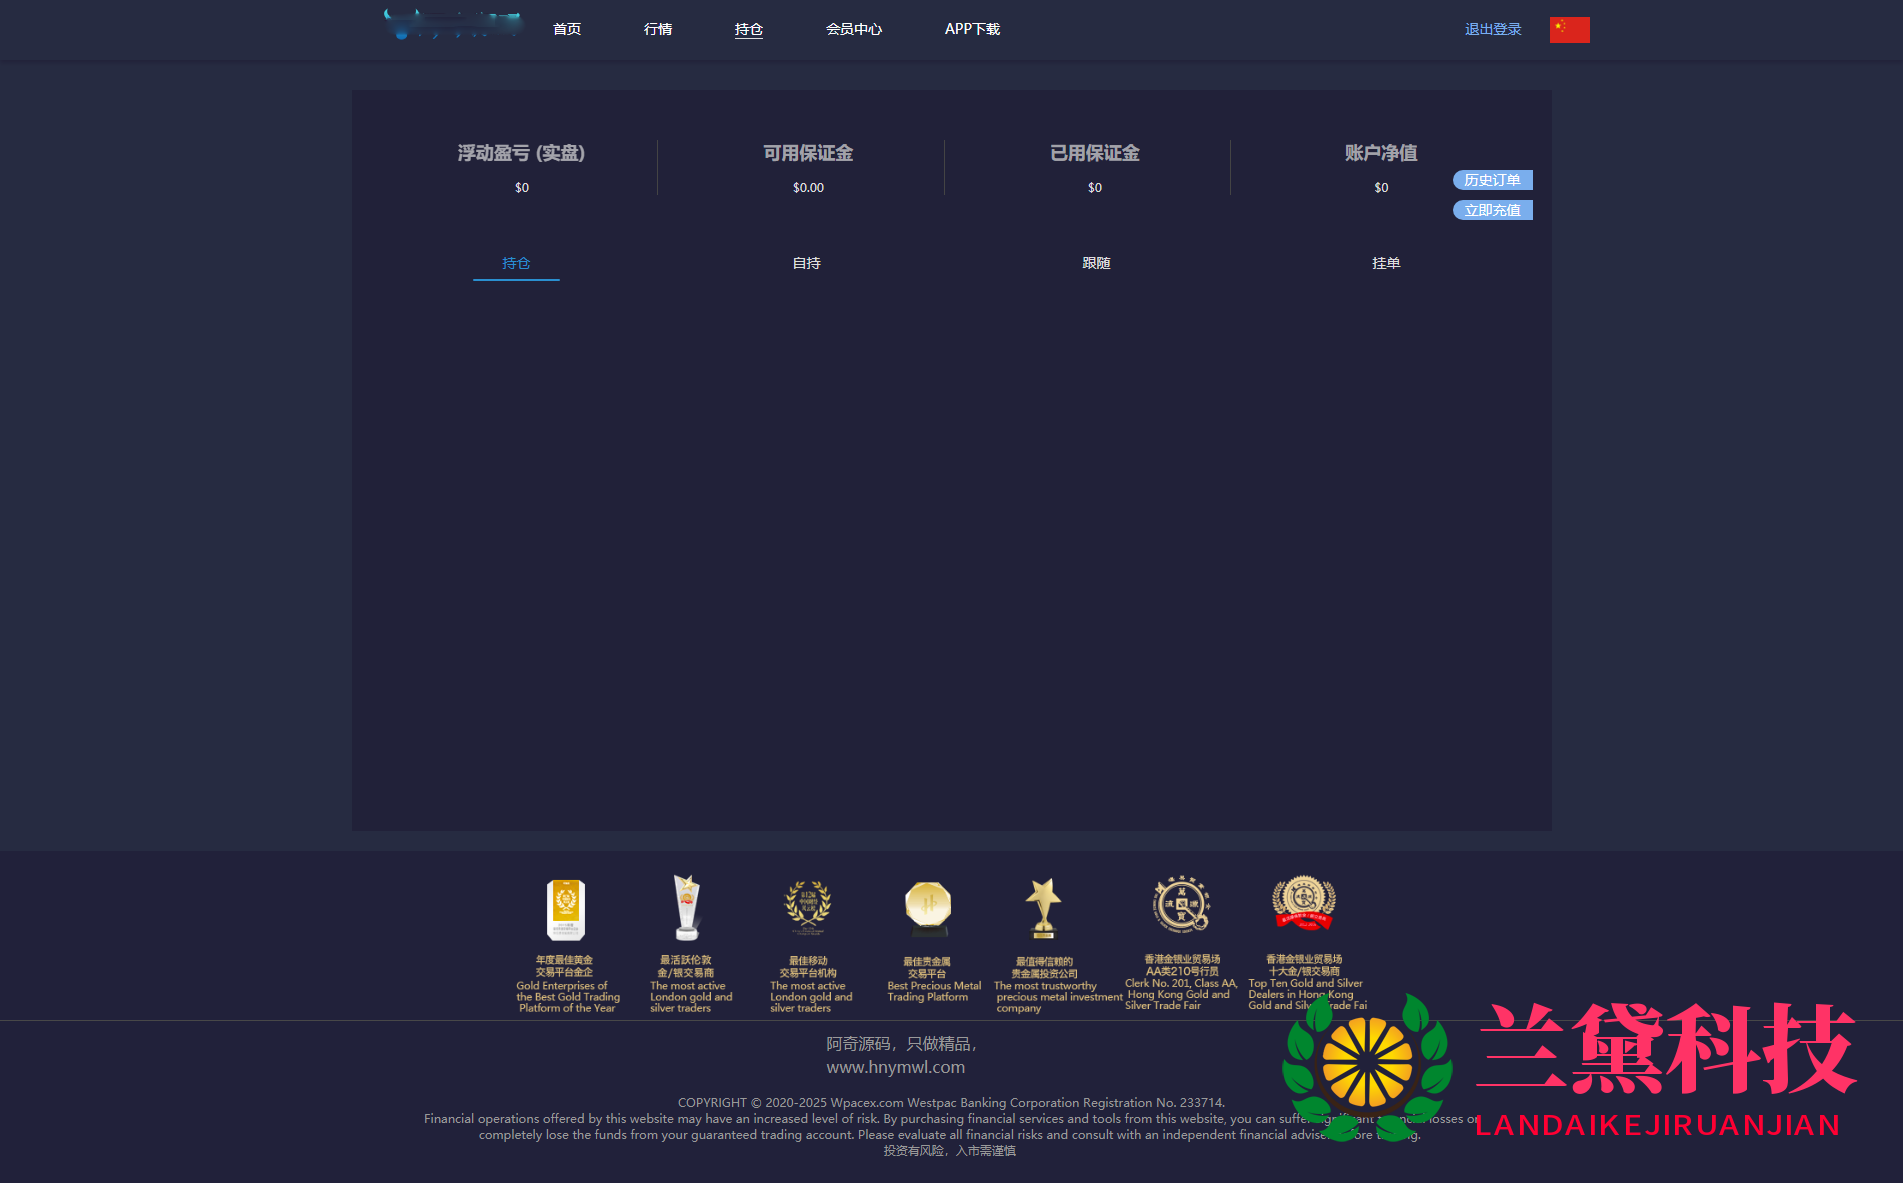 首页 行情 持仓 会员中心 APP下载 退出登录
浮动盈亏 (实盘) 可用保证金 已用保证金 账户净值
$0 $0.00 $0 $0
历史订单
立即充值
持仓 自持 跟随 挂单
年度最佳黄金
交易平台金企
Gold Enterprises of
the Best Gold Trading
Platform of the Year
最活跃伦敦
金/银交易商
The most active
London gold and
silver traders
最佳移动
交易平台机构
The most active
London gold and
silver traders
最佳贵金属
交易平台
Best Precious Metal
Trading Platform
最值得信赖的
贵金属投资公司
The most trustworthy
precious metal investment
company
香港金银业贸易场
AA类210号行员
Clerk No. 201, Class AA,
Hong Kong Gold and
Silver Trade Fair
香港金银业贸易场
十大金/银交易商
Top Ten Gold and Silver
Dealers in Hong Kong
Gold and Silver Trade Fai
阿奇源码，只做精品，
www.hnymwl.com
COPYRIGHT © 2020-2025 Wpacex.com Westpac Banking Corporation Registration No. 233714.
Financial operations offered by this website may have an increased level of risk. By purchasing financial services and tools from this website, you can suffer significant financial losses or
completely lose the funds from your guaranteed trading account. Please evaluate all financial risks and consult with an independent financial adviser before trading.
投资有风险，入市需谨慎
兰黛科技
LANDAIKEJIRUANJIAN